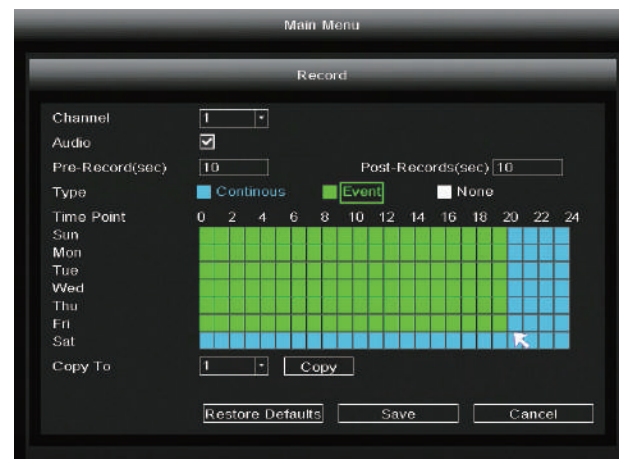 Main Menu
Record
Channel 1
Audio
Pre-Record(sec) 10 Post-Records(sec) 10
Type Continous Event None
Time Point 0 2 4 6 8 10 12 14 16 18 20 22 24
Sun
Mon
Tue
Wed
Thu
Fri
Sat
Copy To 1 Copy
Restore Defaults Save Cancel